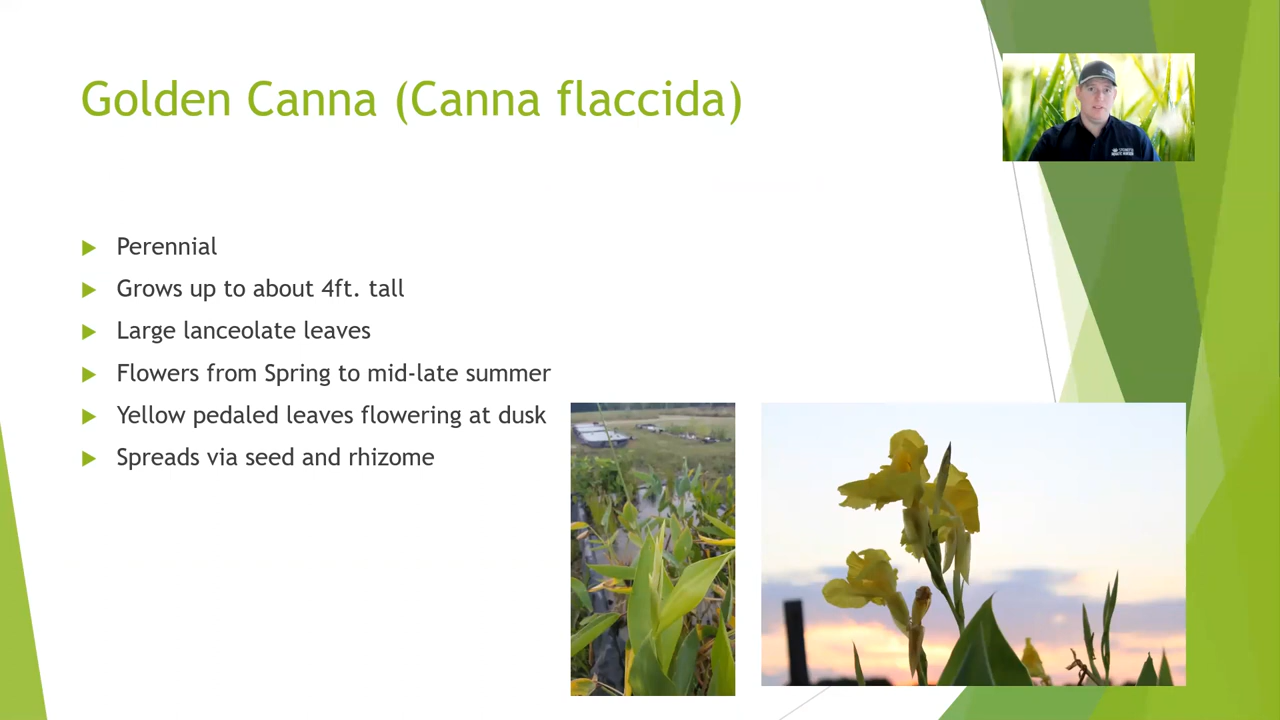 Golden Canna (Canna flaccida)
Perennial
Grows up to about 4ft. tall
Large lanceolate leaves
Flowers from Spring to mid-late summer
Yellow pedaled leaves flowering at dusk
Spreads via seed and rhizome